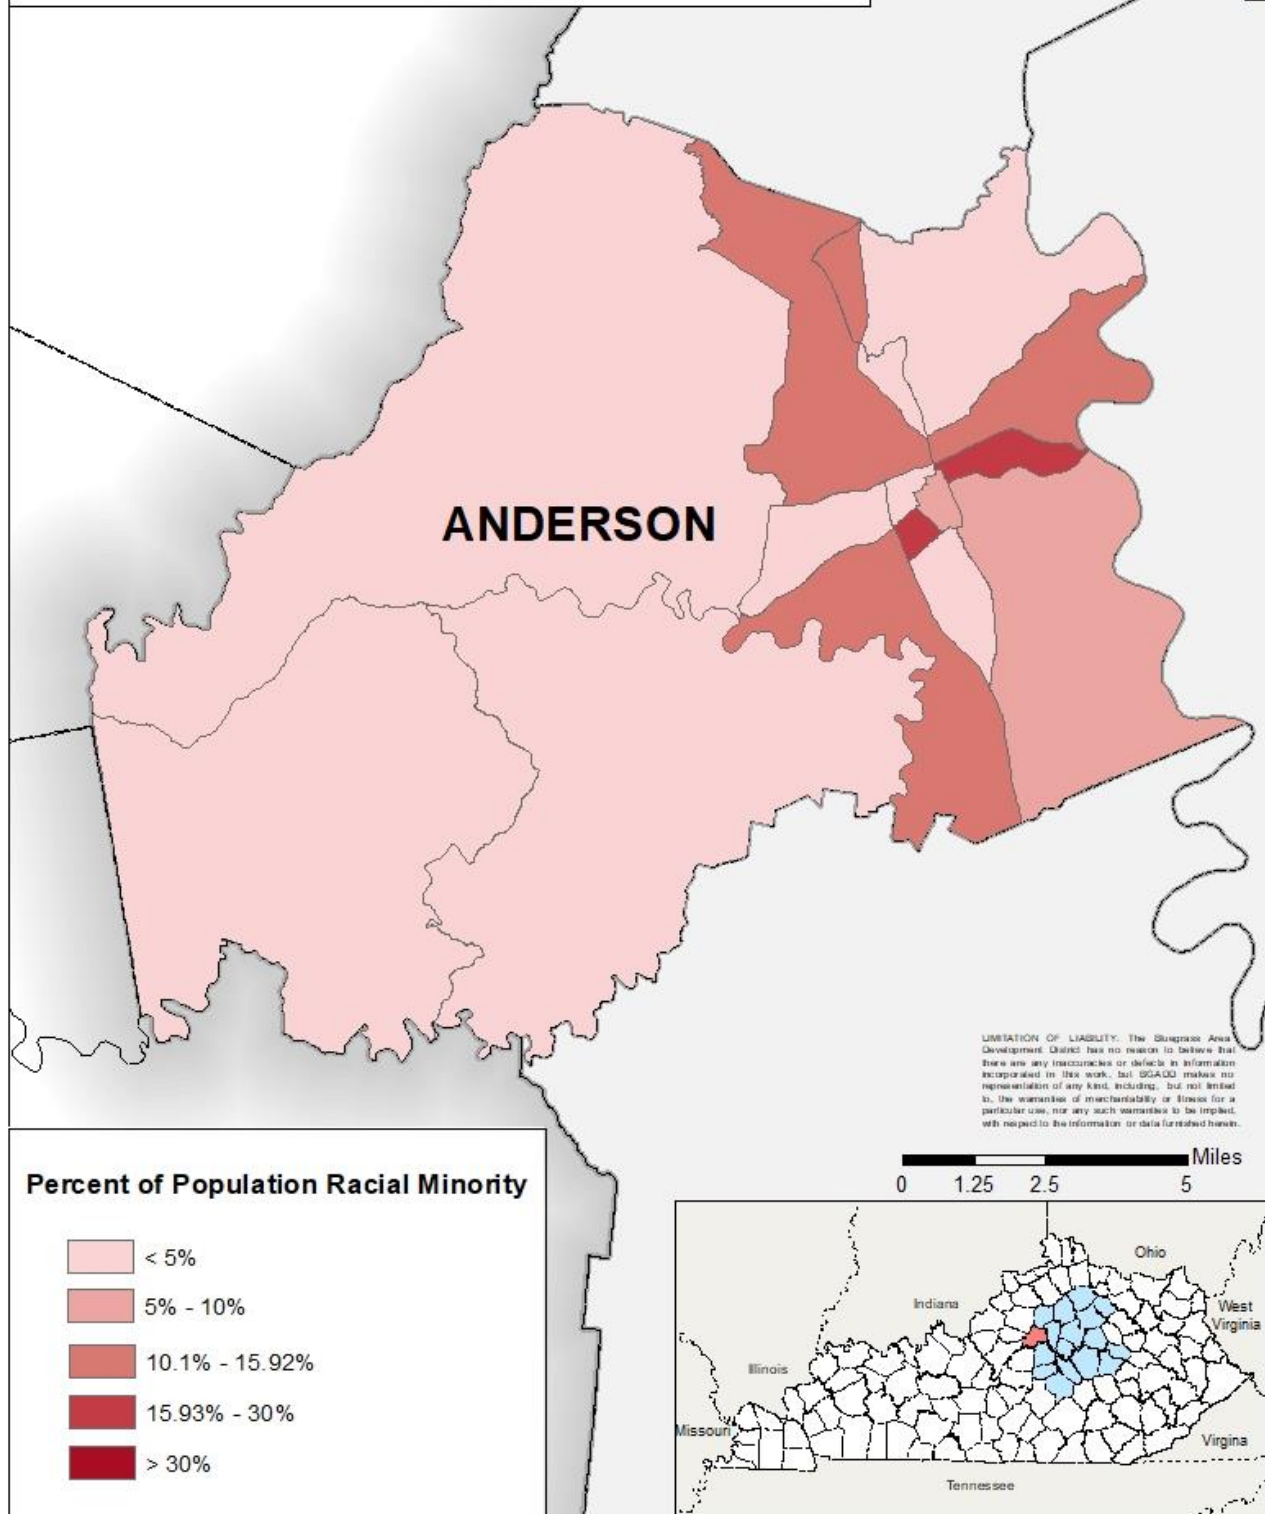 ANDERSON
LIMITATION OF LIABILITY: The Bluegrass Area
Development District has no reason to believe that
there are any inaccuracies or defects in information
incorporated in this work, but BGADD makes no
representation of any kind, including, but not limited
to, the warranties of merchantability or fitness for a
particular use, nor any such warranties to be implied,
with respect to the information or data furnished herein.
Miles
0 1.25 2.5 5
Percent of Population Racial Minority
< 5%
5% - 10%
10.1% - 15.92%
15.93% - 30%
> 30%
Ohio
Indiana
West
Virginia
Illinois
Missouri
Virgina
Tennessee